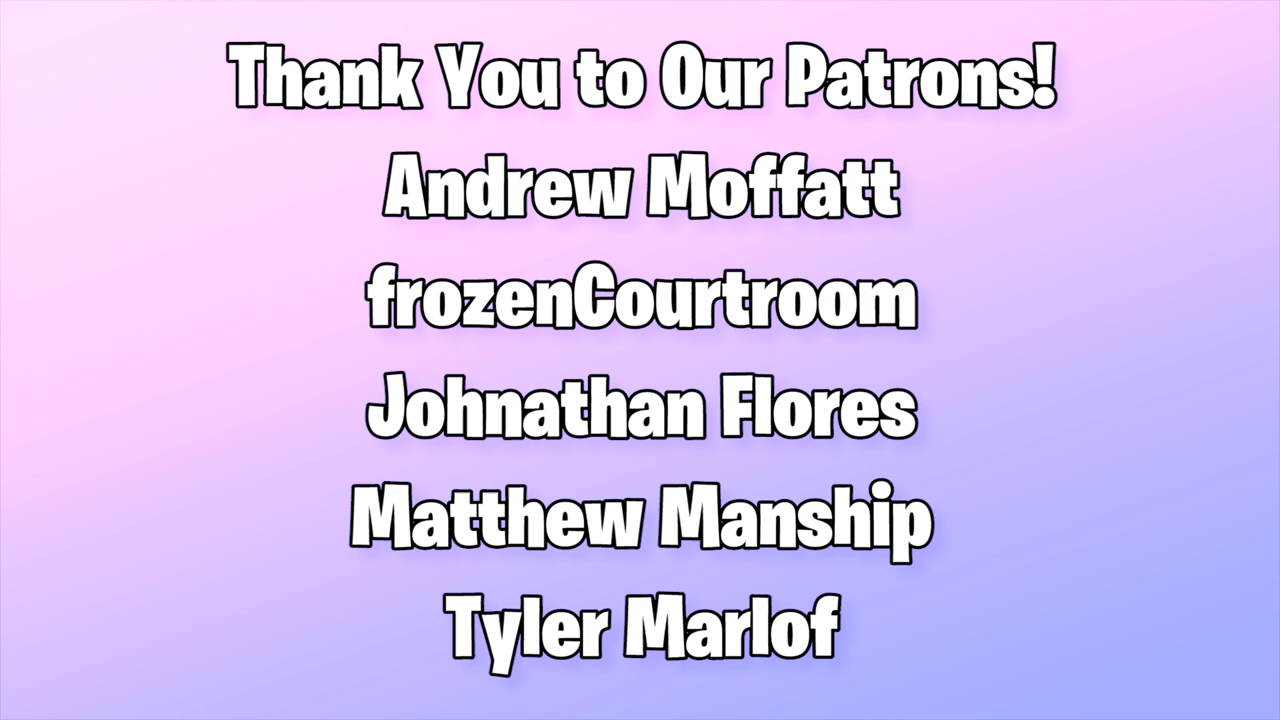 Thank You to Our Patrons!
Andrew Moffatt
frozenCourtroom
Johnathan Flores
Matthew Manship
Tyler Marlof